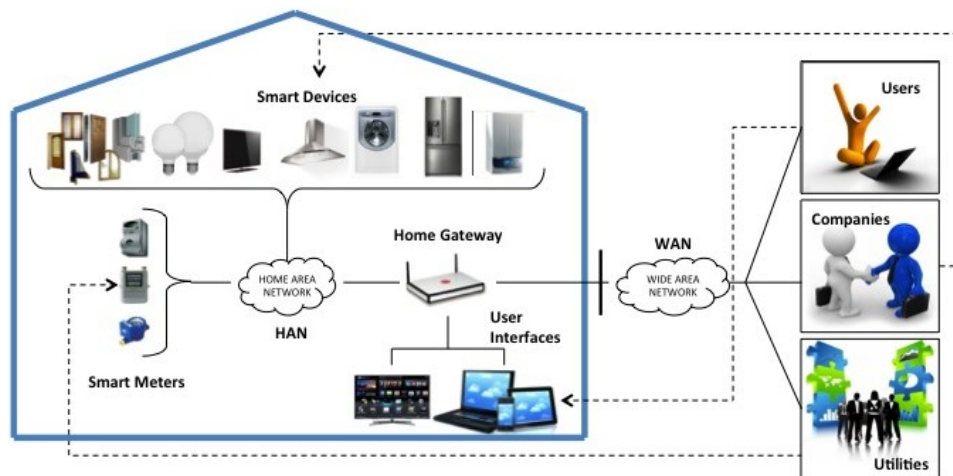 Smart Devices
Users
Companies
Home Gateway
WAN
HOME AREA
NETWORK
WIDE AREA
NETWORK
HAN
User
Interfaces
Smart Meters
Utilities